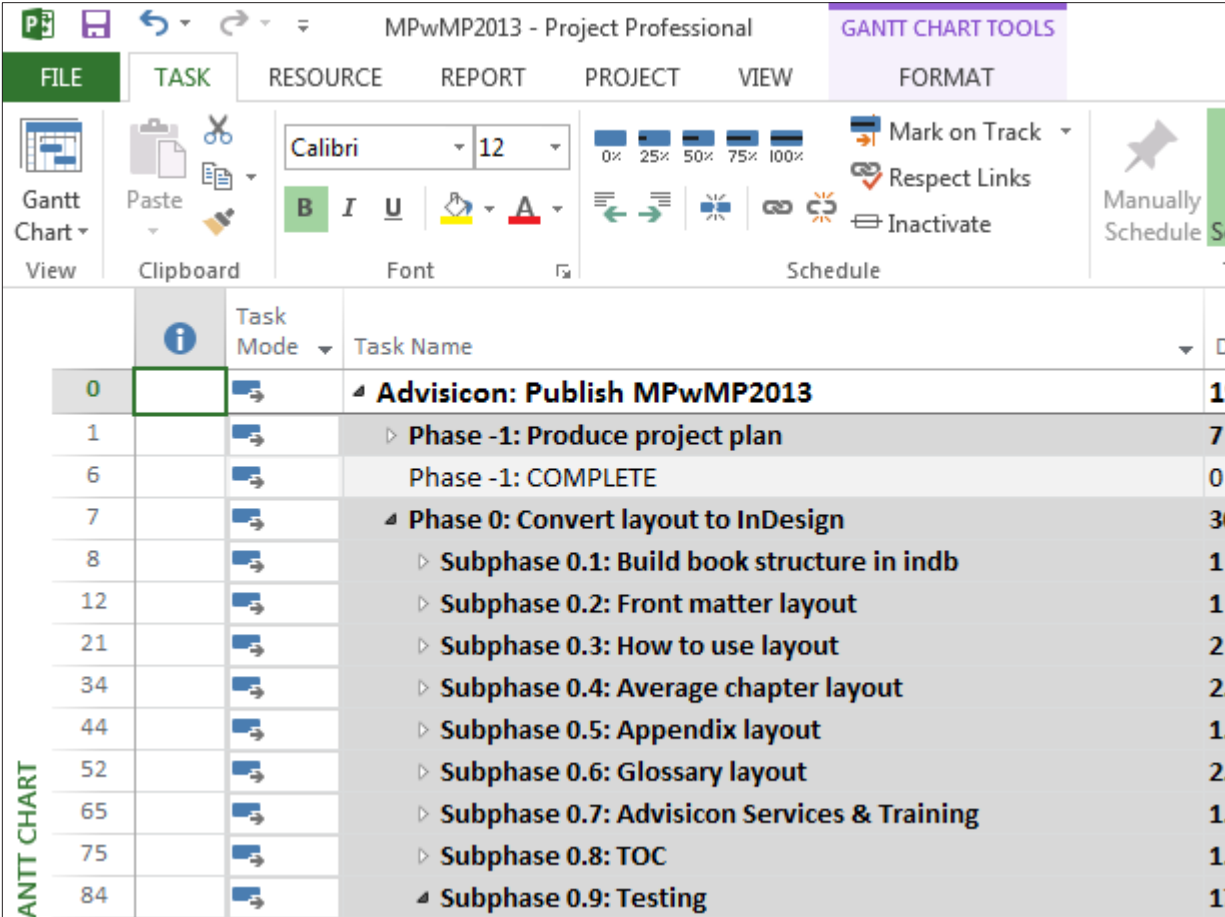 MPwMP2013 - Project Professional GANTT CHART TOOLS
FILE TASK RESOURCE REPORT PROJECT VIEW FORMAT
Calibri 12 0% 25% 50% 75% 100% Mark on Track
Respect Links
Gantt Paste B I U A Manually
Chart Inactivate Schedule
View Clipboard Font Schedule
Task
Mode Task Name
0 Advisicon: Publish MPwMP2013
1 Phase -1: Produce project plan 7
6 Phase -1: COMPLETE 0
7 Phase 0: Convert layout to InDesign
8 Subphase 0.1: Build book structure in indb
12 Subphase 0.2: Front matter layout
21 Subphase 0.3: How to use layout
34 Subphase 0.4: Average chapter layout
44 Subphase 0.5: Appendix layout
52 Subphase 0.6: Glossary layout
65 Subphase 0.7: Advisicon Services & Training
75 Subphase 0.8: TOC
84 Subphase 0.9: Testing
ANTT CHART